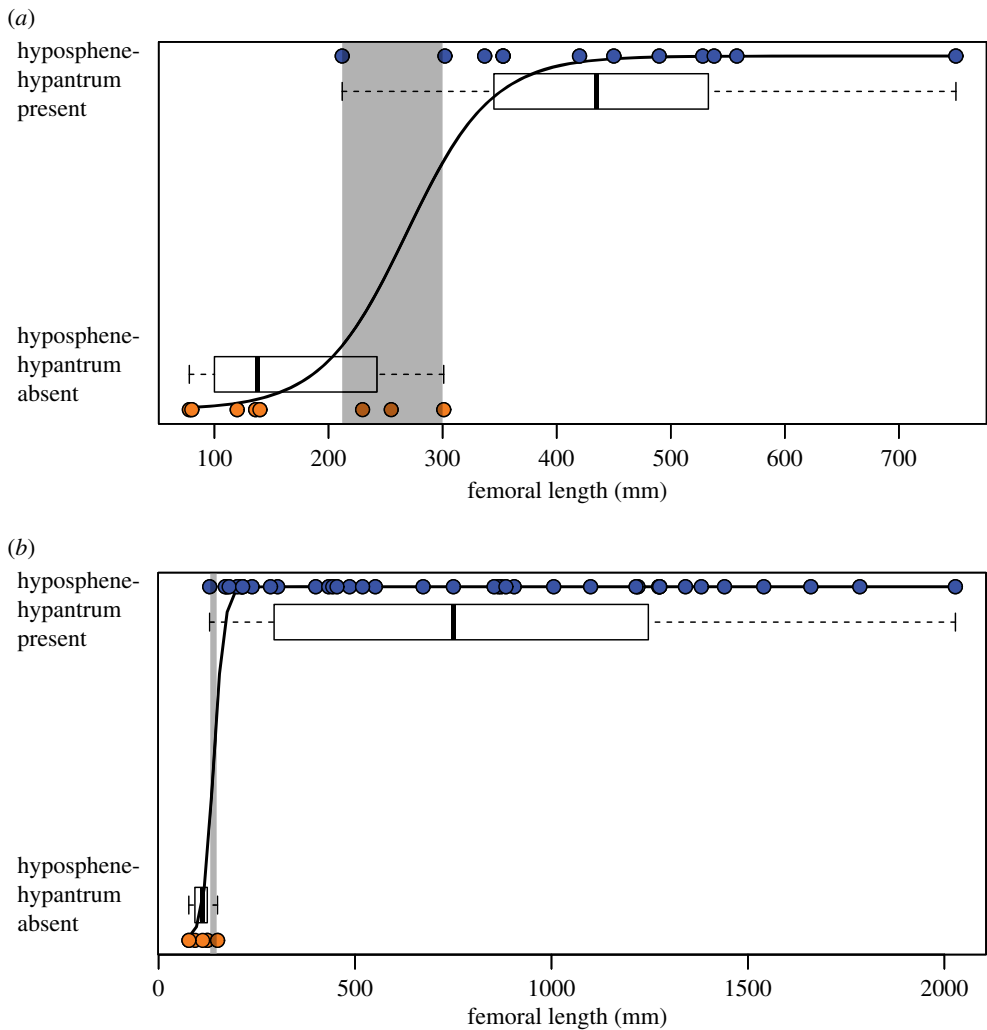 (a)
hyposphene-
hypantrum
present
hyposphene-
hypantrum
absent
100 200 300 400 500 600 700
femoral length (mm)
(b)
hyposphene-
hypantrum
present
hyposphene-
hypantrum
absent
0 500 1000 1500 2000
femoral length (mm)